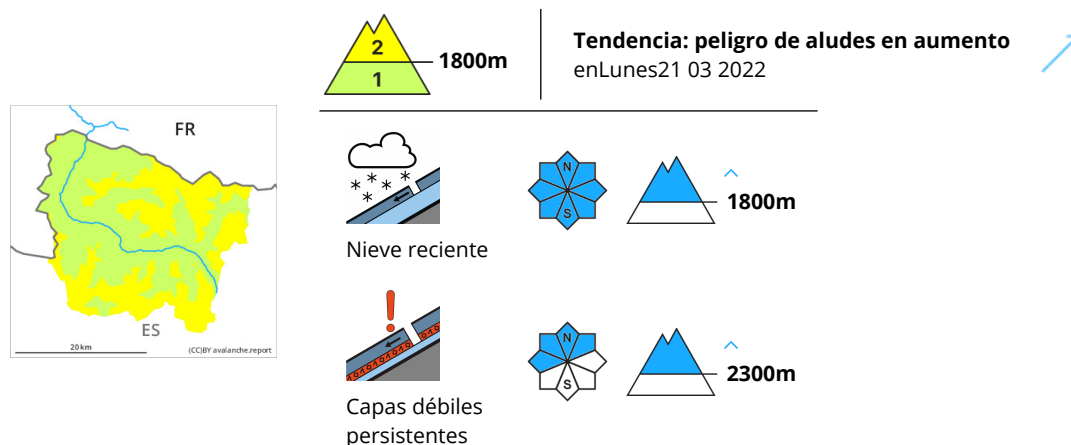 2
1
1800m
Tendencia: peligro de aludes en aumento
enLunes21 03 2022
FR
ES
20 km
(CC)BY avalanche.report
N
S
1800m
Nieve reciente
N
S
2300m
Capas débiles
persistentes